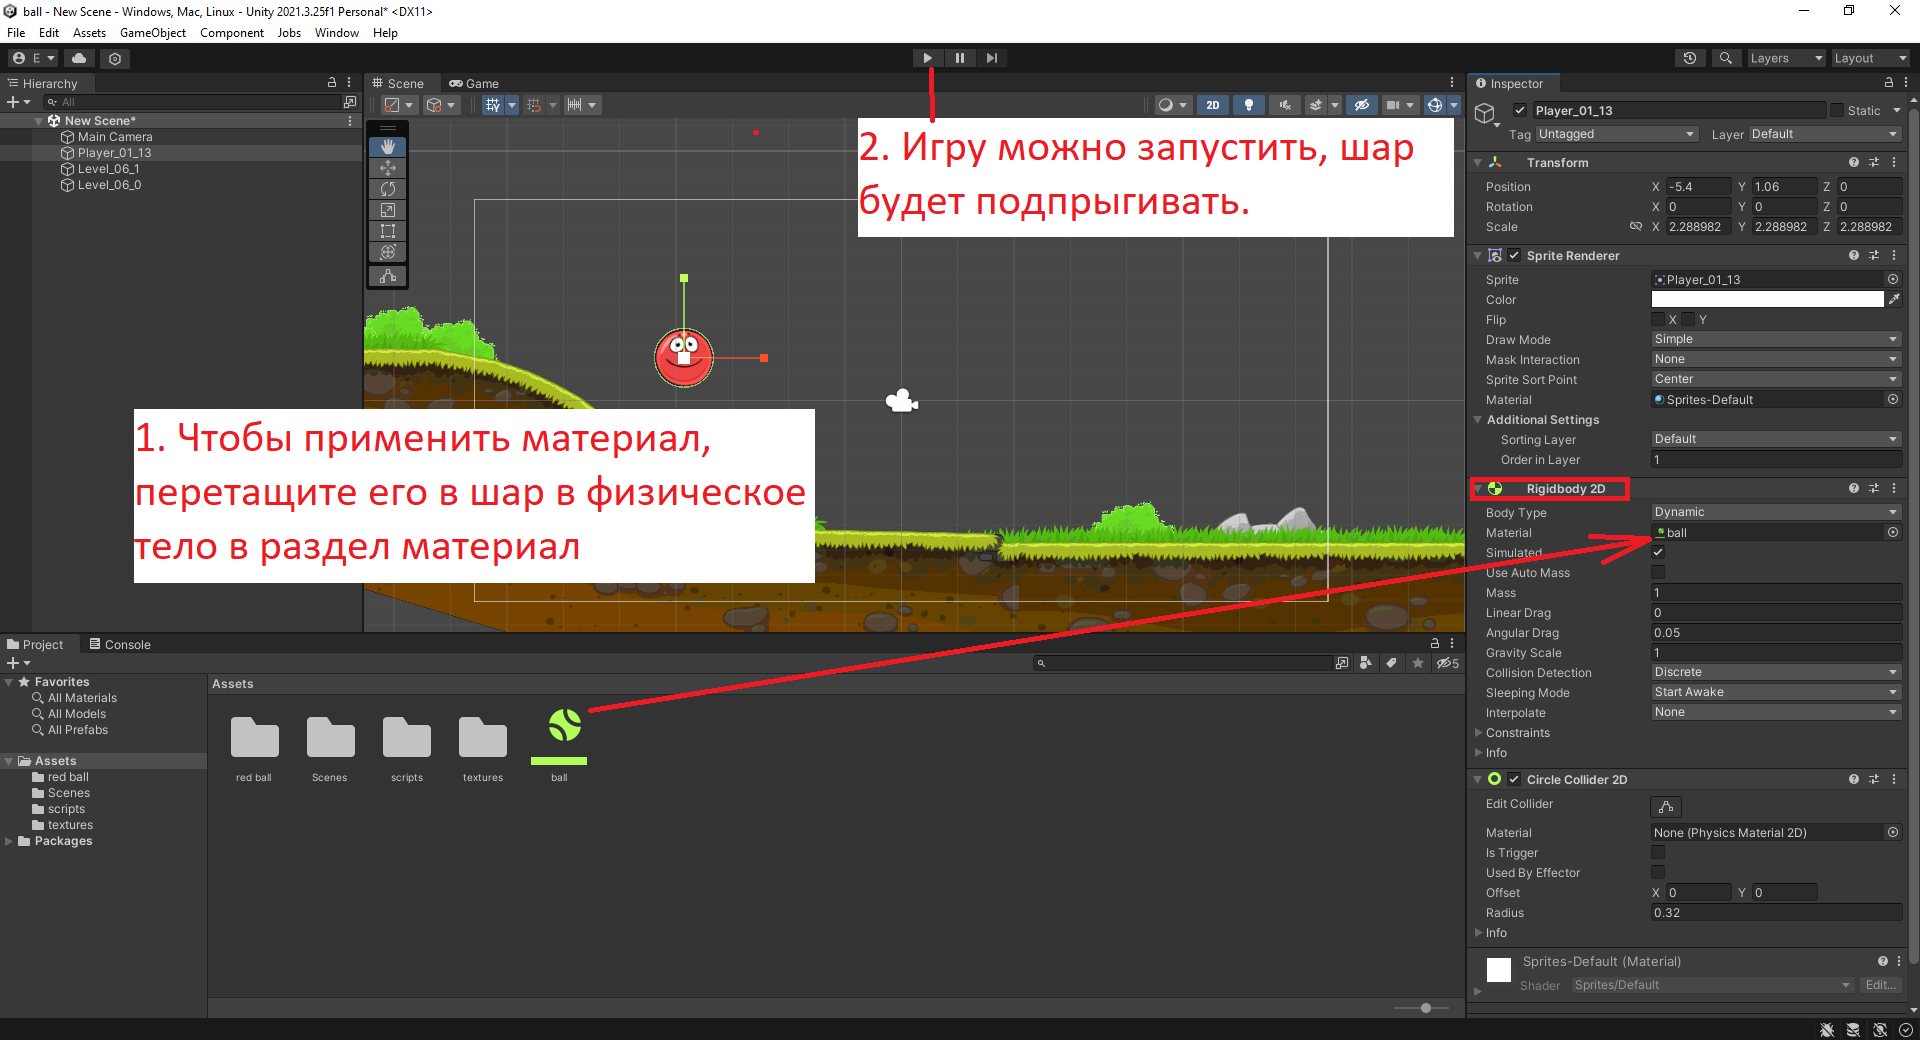 ball - New Scene - Windows, Mac, Linux - Unity 2021.3.25f1 Personal* <DX11>
File Edit Assets GameObject Component Jobs Window Help
E
Layers
Layout
Hierarchy
All
New Scene*
Main Camera
Player_01_13
Level_06_1
Level_06_0
Scene
Game
2D
2. Игру можно запустить, шар
будет подпрыгивать.
1. Чтобы применить материал,
перетащите его в шар в физическое
тело в раздел материал
Inspector
Player_01_13
Static
Tag Untagged
Layer Default
Transform
Position X -5.4 Y 1.06 Z 0
Rotation X 0 Y 0 Z 0
Scale X 2.288982 Y 2.288982 Z 2.288982
Sprite Renderer
Sprite Player_01_13
Color
Flip X Y
Draw Mode Simple
Mask Interaction None
Sprite Sort Point Center
Material Sprites-Default
Additional Settings
Sorting Layer Default
Order in Layer 1
Rigidbody 2D
Body Type Dynamic
Material ball
Simulated
Use Auto Mass
Mass 1
Linear Drag 0
Angular Drag 0.05
Gravity Scale 1
Collision Detection Discrete
Sleeping Mode Start Awake
Interpolate None
Constraints
Info
Circle Collider 2D
Edit Collider
Material None (Physics Material 2D)
Is Trigger
Used By Effector
Offset X 0 Y 0
Radius 0.32
Info
Sprites-Default (Material)
Shader Sprites/Default Edit...
Project
Console
5
Favorites
All Materials
All Models
All Prefabs
Assets
red ball
Scenes
scripts
textures
Packages
Assets
red ball
Scenes
scripts
textures
ball